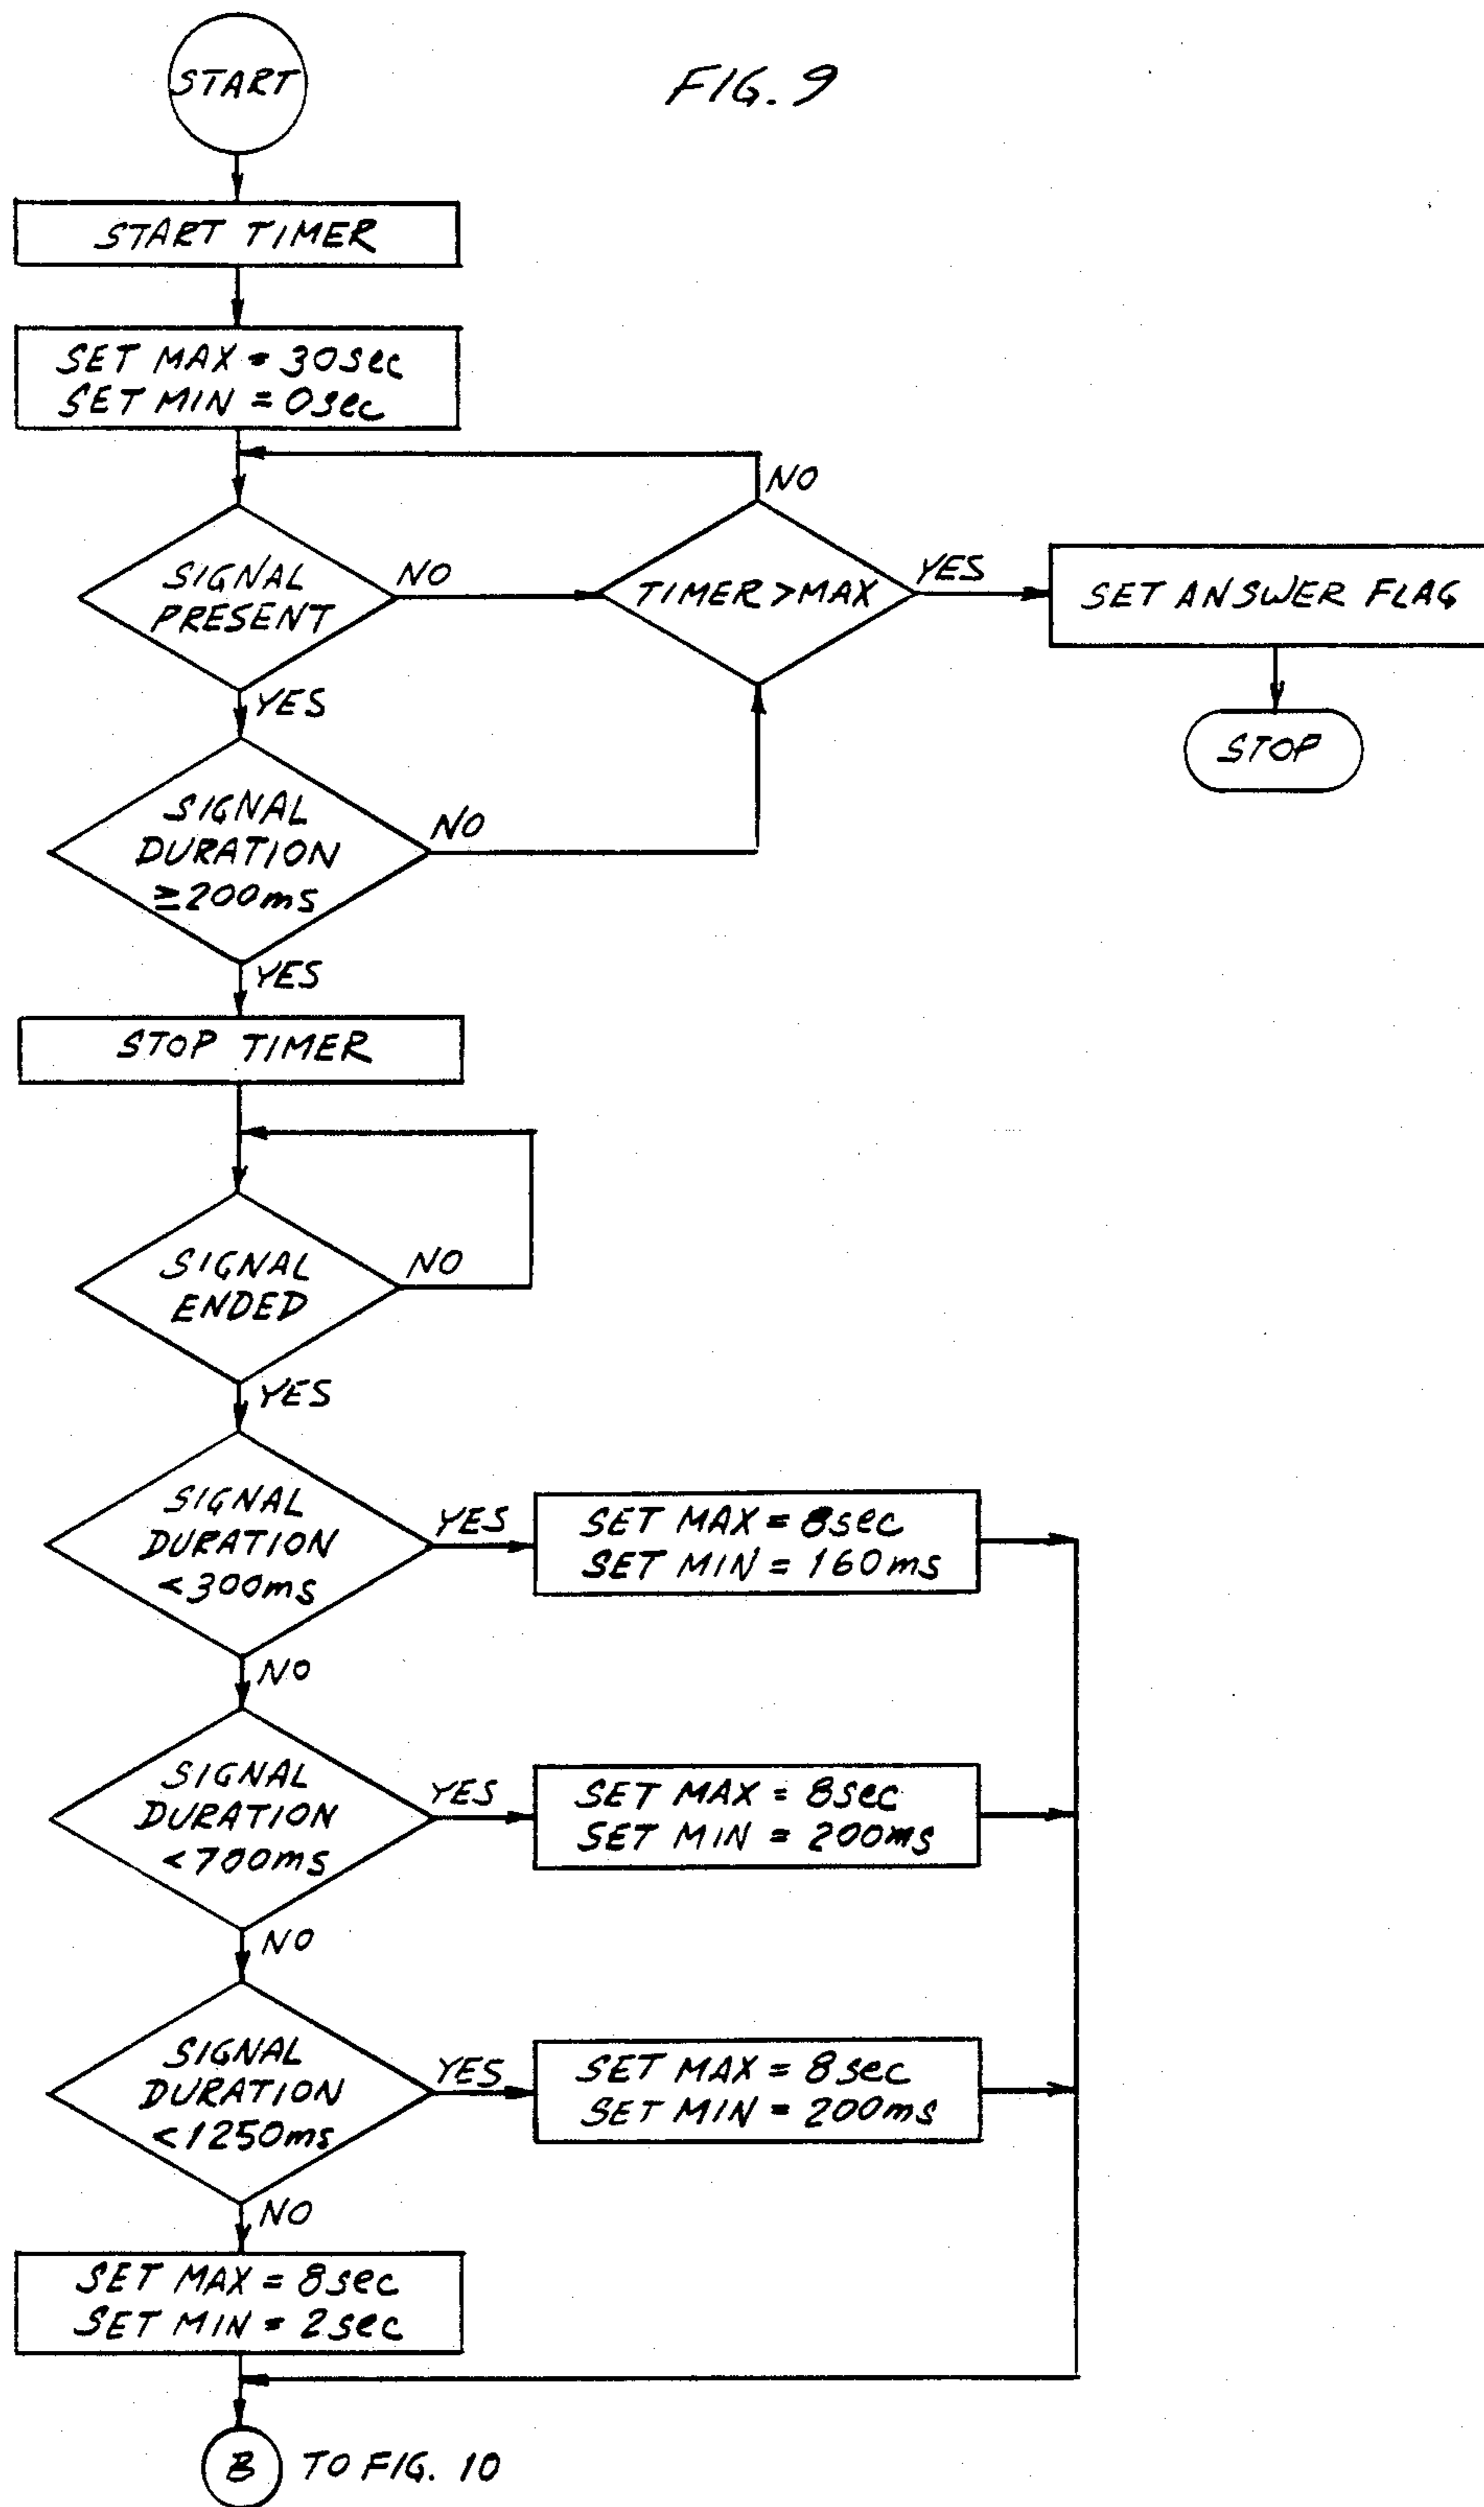 FIG. 9
START
START TIMER
SET MAX = 30sec
SET MIN = 0sec
NO
SIGNAL
PRESENT
NO
TIMER>MAX
YES
SET ANSWER FLAG
YES
STOP
SIGNAL
DURATION
≥200ms
NO
YES
STOP TIMER
SIGNAL
ENDED
NO
YES
SIGNAL
DURATION
<300ms
YES
SET MAX = 8sec
SET MIN = 160ms
NO
SIGNAL
DURATION
<700ms
YES
SET MAX = 8sec
SET MIN = 200ms
NO
SIGNAL
DURATION
<1250ms
YES
SET MAX = 8sec
SET MIN = 200ms
NO
SET MAX = 8sec
SET MIN = 2sec
B TO FIG. 10